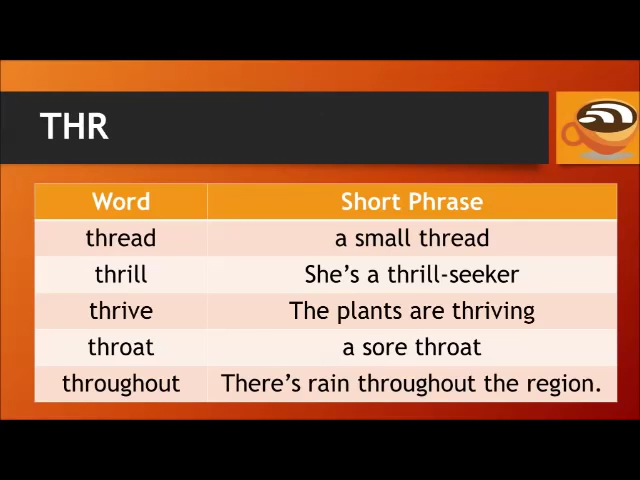 THR
Word Short Phrase
thread a small thread
thrill She's a thrill-seeker
thrive The plants are thriving
throat a sore throat
throughout There's rain throughout the region.